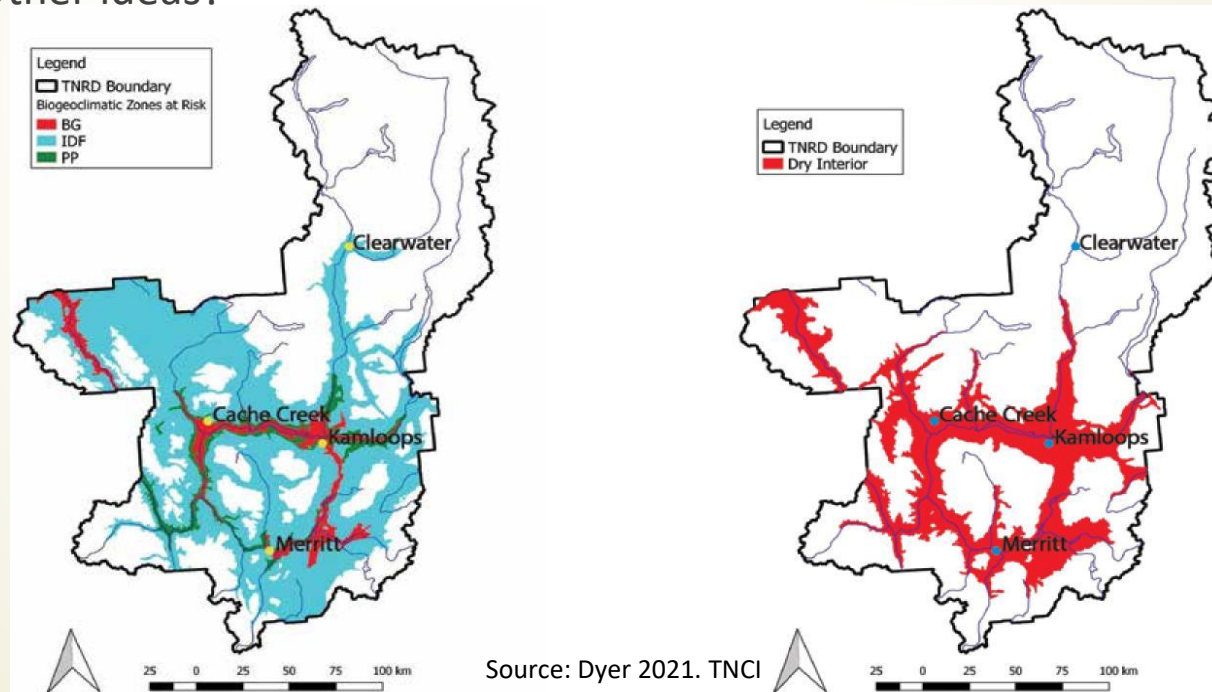 other ideas?
Legend
TNRD Boundary
Biogeoclimatic Zones at Risk
BG
IDF
PP
Clearwater
Cache Creek
Kamloops
Merritt
25 0 25 50 75 100 km
Legend
TNRD Boundary
Dry Interior
Clearwater
Cache Creek
Kamloops
Merritt
25 0 25 50 75 100 km
Source: Dyer 2021. TNCI